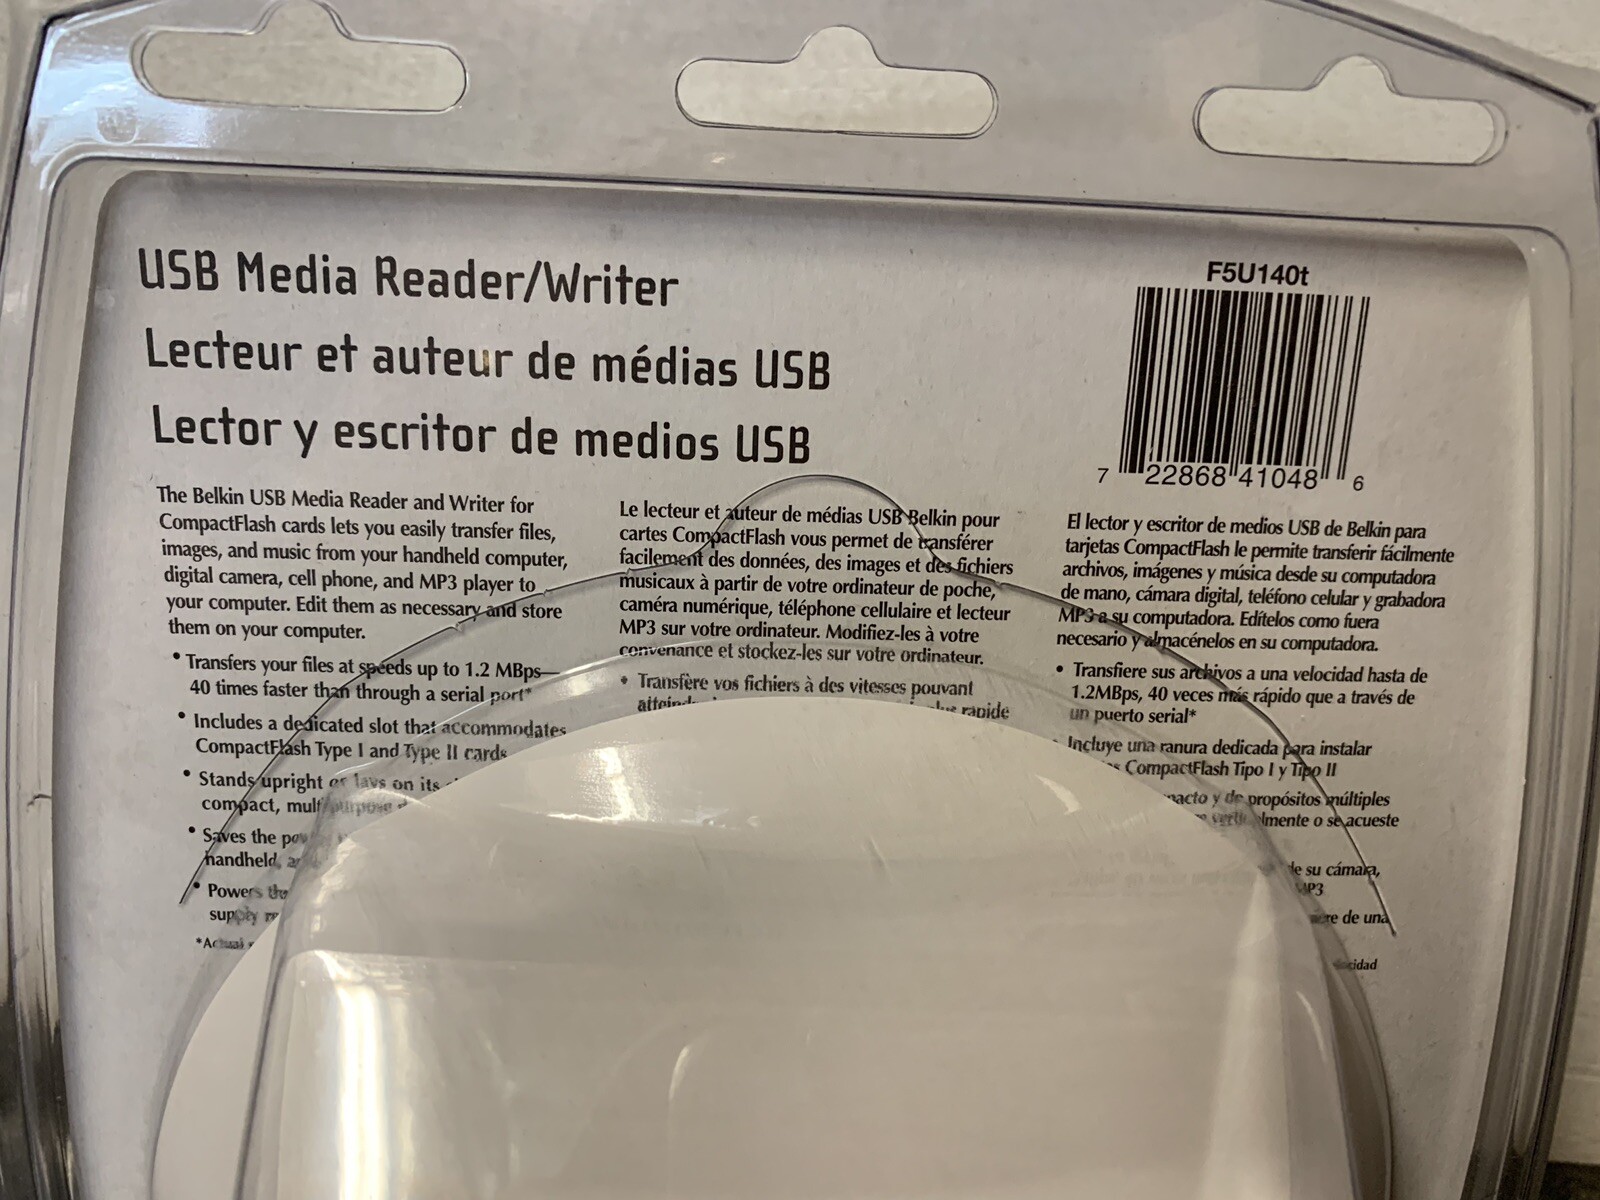 USB Media Reader/Writer
Lecteur et auteur de médias USB
Lector y escritor de medios USB
F5U140t
7 22868 41048 6
The Belkin USB Media Reader and Writer for
CompactFlash cards lets you easily transfer files,
images, and music from your handheld computer,
digital camera, cell phone, and MP3 player to
your computer. Edit them as necessary and store
them on your computer.
• Transfers your files at speeds up to 1.2 MBps—
40 times faster than through a serial port*
• Includes a dedicated slot that accommodates
CompactFlash Type I and Type II cards
• Stands upright or lays on its
compact, multipurpose
• Saves the
handheld,
• Powers the
supply
*Actual
Le lecteur et auteur de médias USB Belkin pour
cartes CompactFlash vous permet de transférer
facilement des données, des images et des fichiers
musicaux à partir de votre ordinateur de poche,
caméra numérique, téléphone cellulaire et lecteur
MP3 sur votre ordinateur. Modifiez-les à votre
convenance et stockez-les sur votre ordinateur.
• Transfère vos fichiers à des vitesses pouvant
rapide
El lector y escritor de medios USB de Belkin para
tarjetas CompactFlash le permite transferir fácilmente
archivos, imágenes y música desde su computadora
de mano, cámara digital, teléfono celular y grabadora
MP3 a su computadora. Edítelos como fuera
necesario y almacénelos en su computadora.
• Transfiere sus archivos a una velocidad hasta de
1.2MBps, 40 veces más rápido que a través de
un puerto serial*
Incluye una ranura dedicada para instalar
CompactFlash Tipo I y Tipo II
y de propósitos múltiples
o se acueste
de su cámara,
MP3
de una